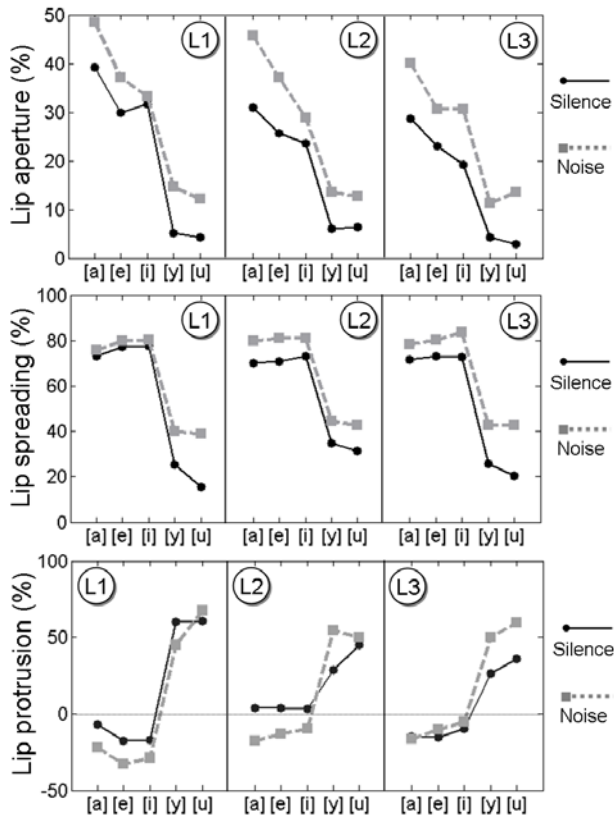 Lip aperture (%)
50
40
30
20
10
0
L1
L2
L3
[a] [e] [i] [y] [u]
[a] [e] [i] [y] [u]
[a] [e] [i] [y] [u]
Silence
Noise
Lip spreading (%)
100
80
60
40
20
0
L1
L2
L3
[a] [e] [i] [y] [u]
[a] [e] [i] [y] [u]
[a] [e] [i] [y] [u]
Silence
Noise
Lip protrusion (%)
100
50
0
-50
L1
L2
L3
[a] [e] [i] [y] [u]
[a] [e] [i] [y] [u]
[a] [e] [i] [y] [u]
Silence
Noise